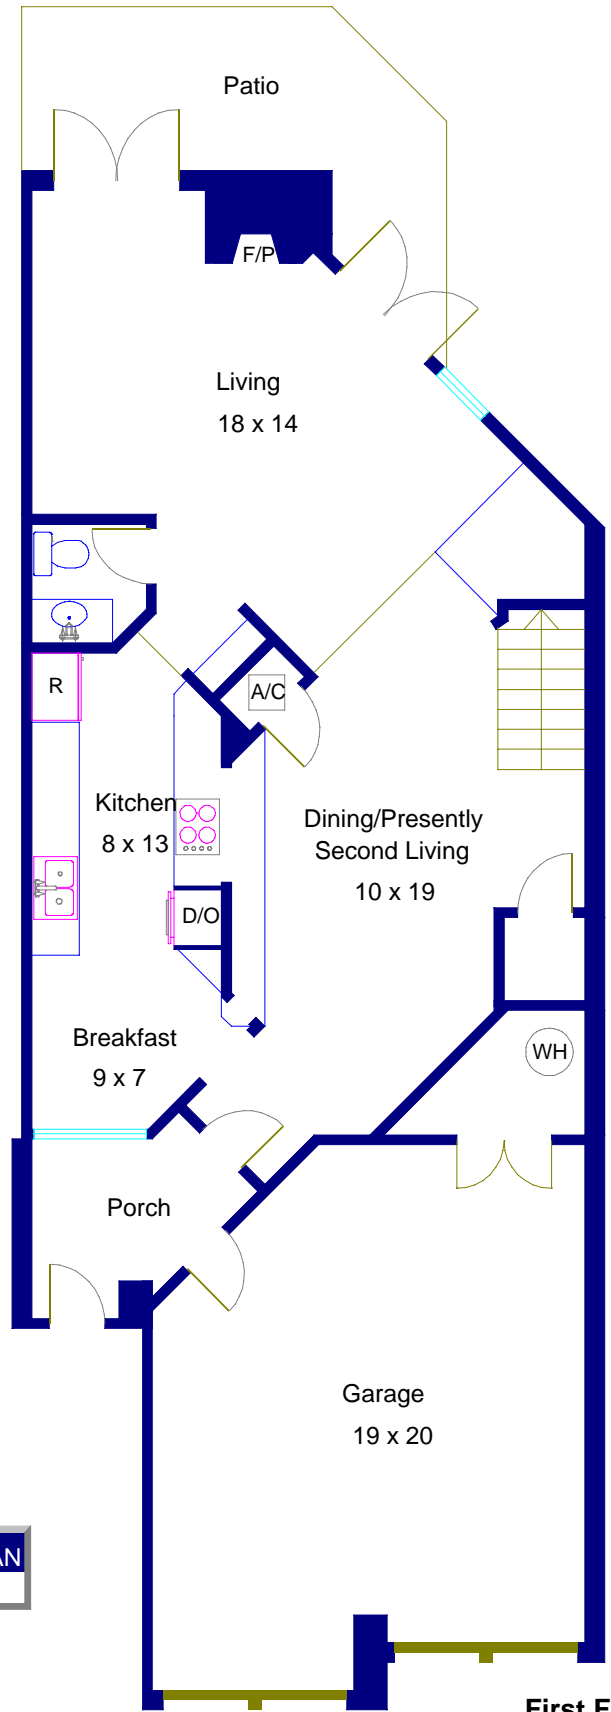 Patio
F/P
Living
18 x 14
R
A/C
Kitchen
8 x 13
Dining/Presently
Second Living
10 x 19
D/O
Breakfast
9 x 7
WH
Porch
Garage
19 x 20
AN
First F